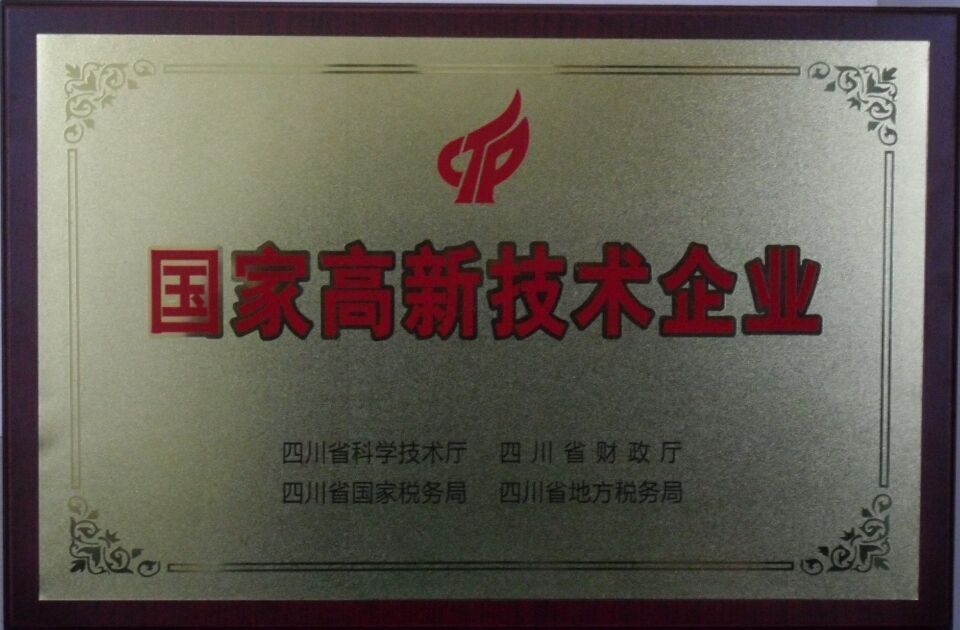 CTP
国家高新技术企业
四川省科学技术厅 四川省财政厅
四川省国家税务局 四川省地方税务局